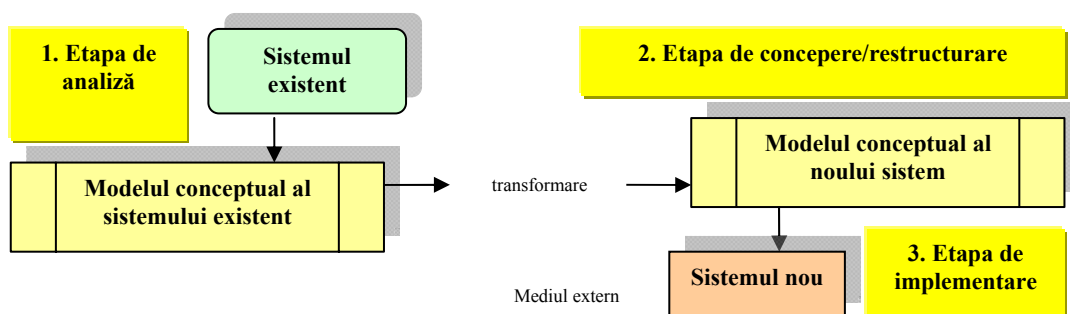 1. Etapa de
analiză
Sistemul
existent
2. Etapa de concepere/restructurare
Modelul conceptual al
sistemului existent
transformare
Modelul conceptual al
noului sistem
Sistemul nou
3. Etapa de
implementare
Mediul extern